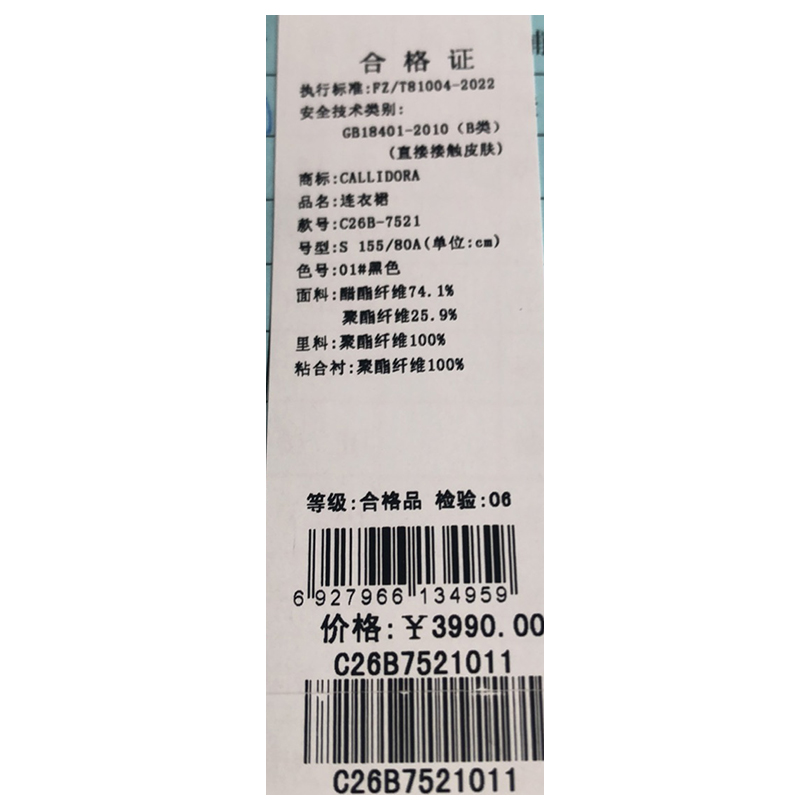 合格证
执行标准:FZ/T81004-2022
安全技术类别:
GB18401-2010（B类）
（直接接触皮肤）
商标:CALLIDORA
品名:连衣裙
款号:C26B-7521
号型:S 155/80A(单位:cm)
色号:01#黑色
面料:醋酯纤维74.1%
聚酯纤维25.9%
里料:聚酯纤维100%
粘合衬:聚酯纤维100%
等级:合格品 检验:06
6 927966 134959
价格:￥3990.00
C26B7521011
C26B7521011